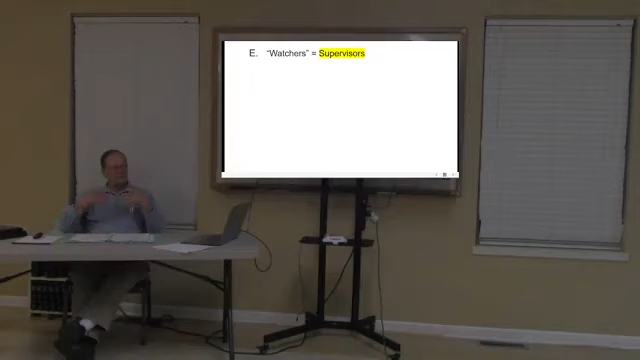 E. “Watchers” = Supervisors